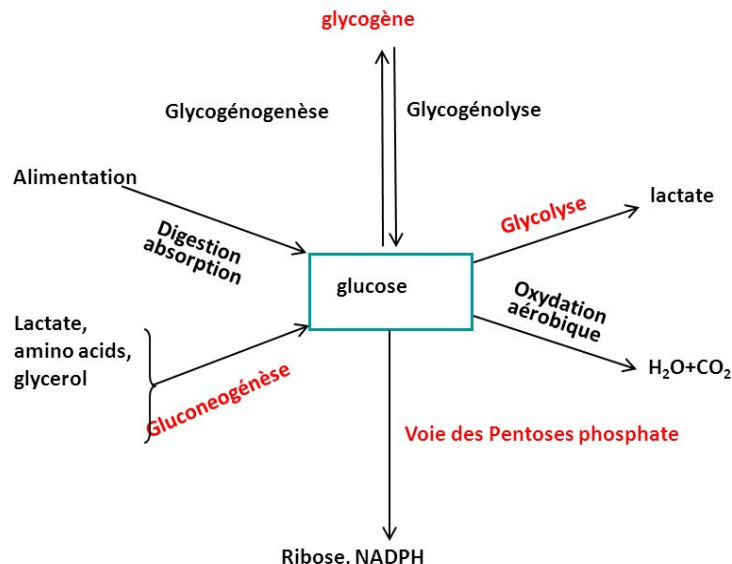 glycogène
Glycogénogenèse
Glycogénolyse
Alimentation
Digestion
absorption
Glycolyse
lactate
glucose
Oxydation
aérobique
Lactate,
amino acids,
glycerol
Gluconeogénèse
H₂O+CO₂
Voie des Pentoses phosphate
Ribose, NADPH